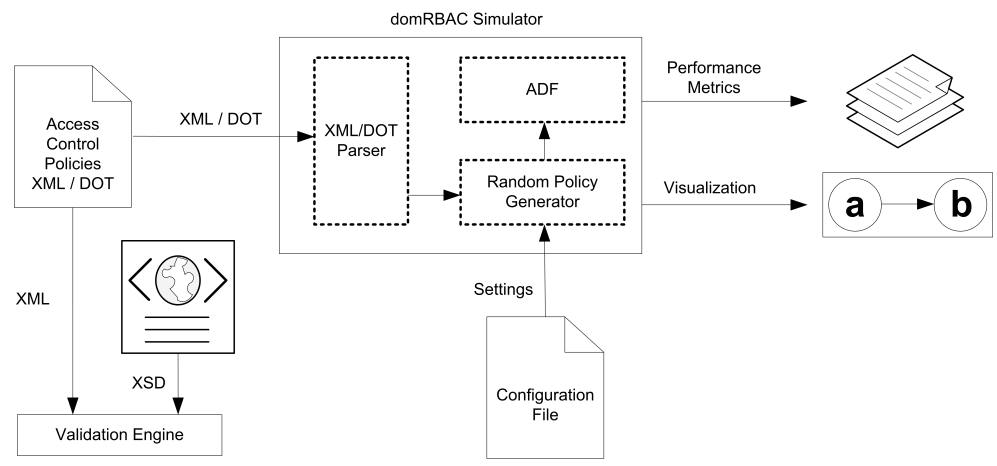 domRBAC Simulator
Access
Control
Policies
XML / DOT
XML / DOT
XML/DOT
Parser
ADF
Random Policy
Generator
Performance
Metrics
Visualization
a
b
XML
XSD
Validation Engine
Settings
Configuration
File